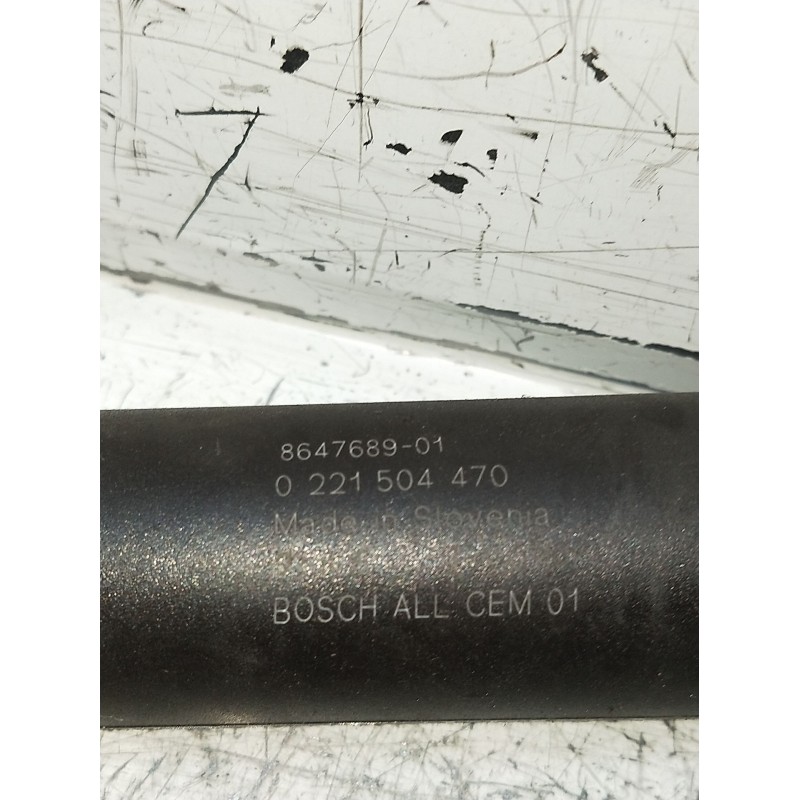 8647689-01
0 221 504 470
Made in Slovenia
BOSCH ALL CEM 01